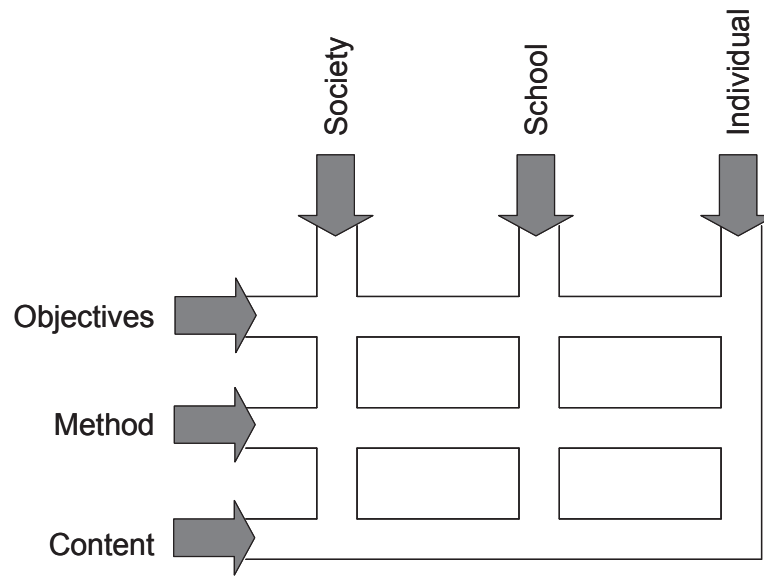 Society
School
Individual
Objectives
Method
Content